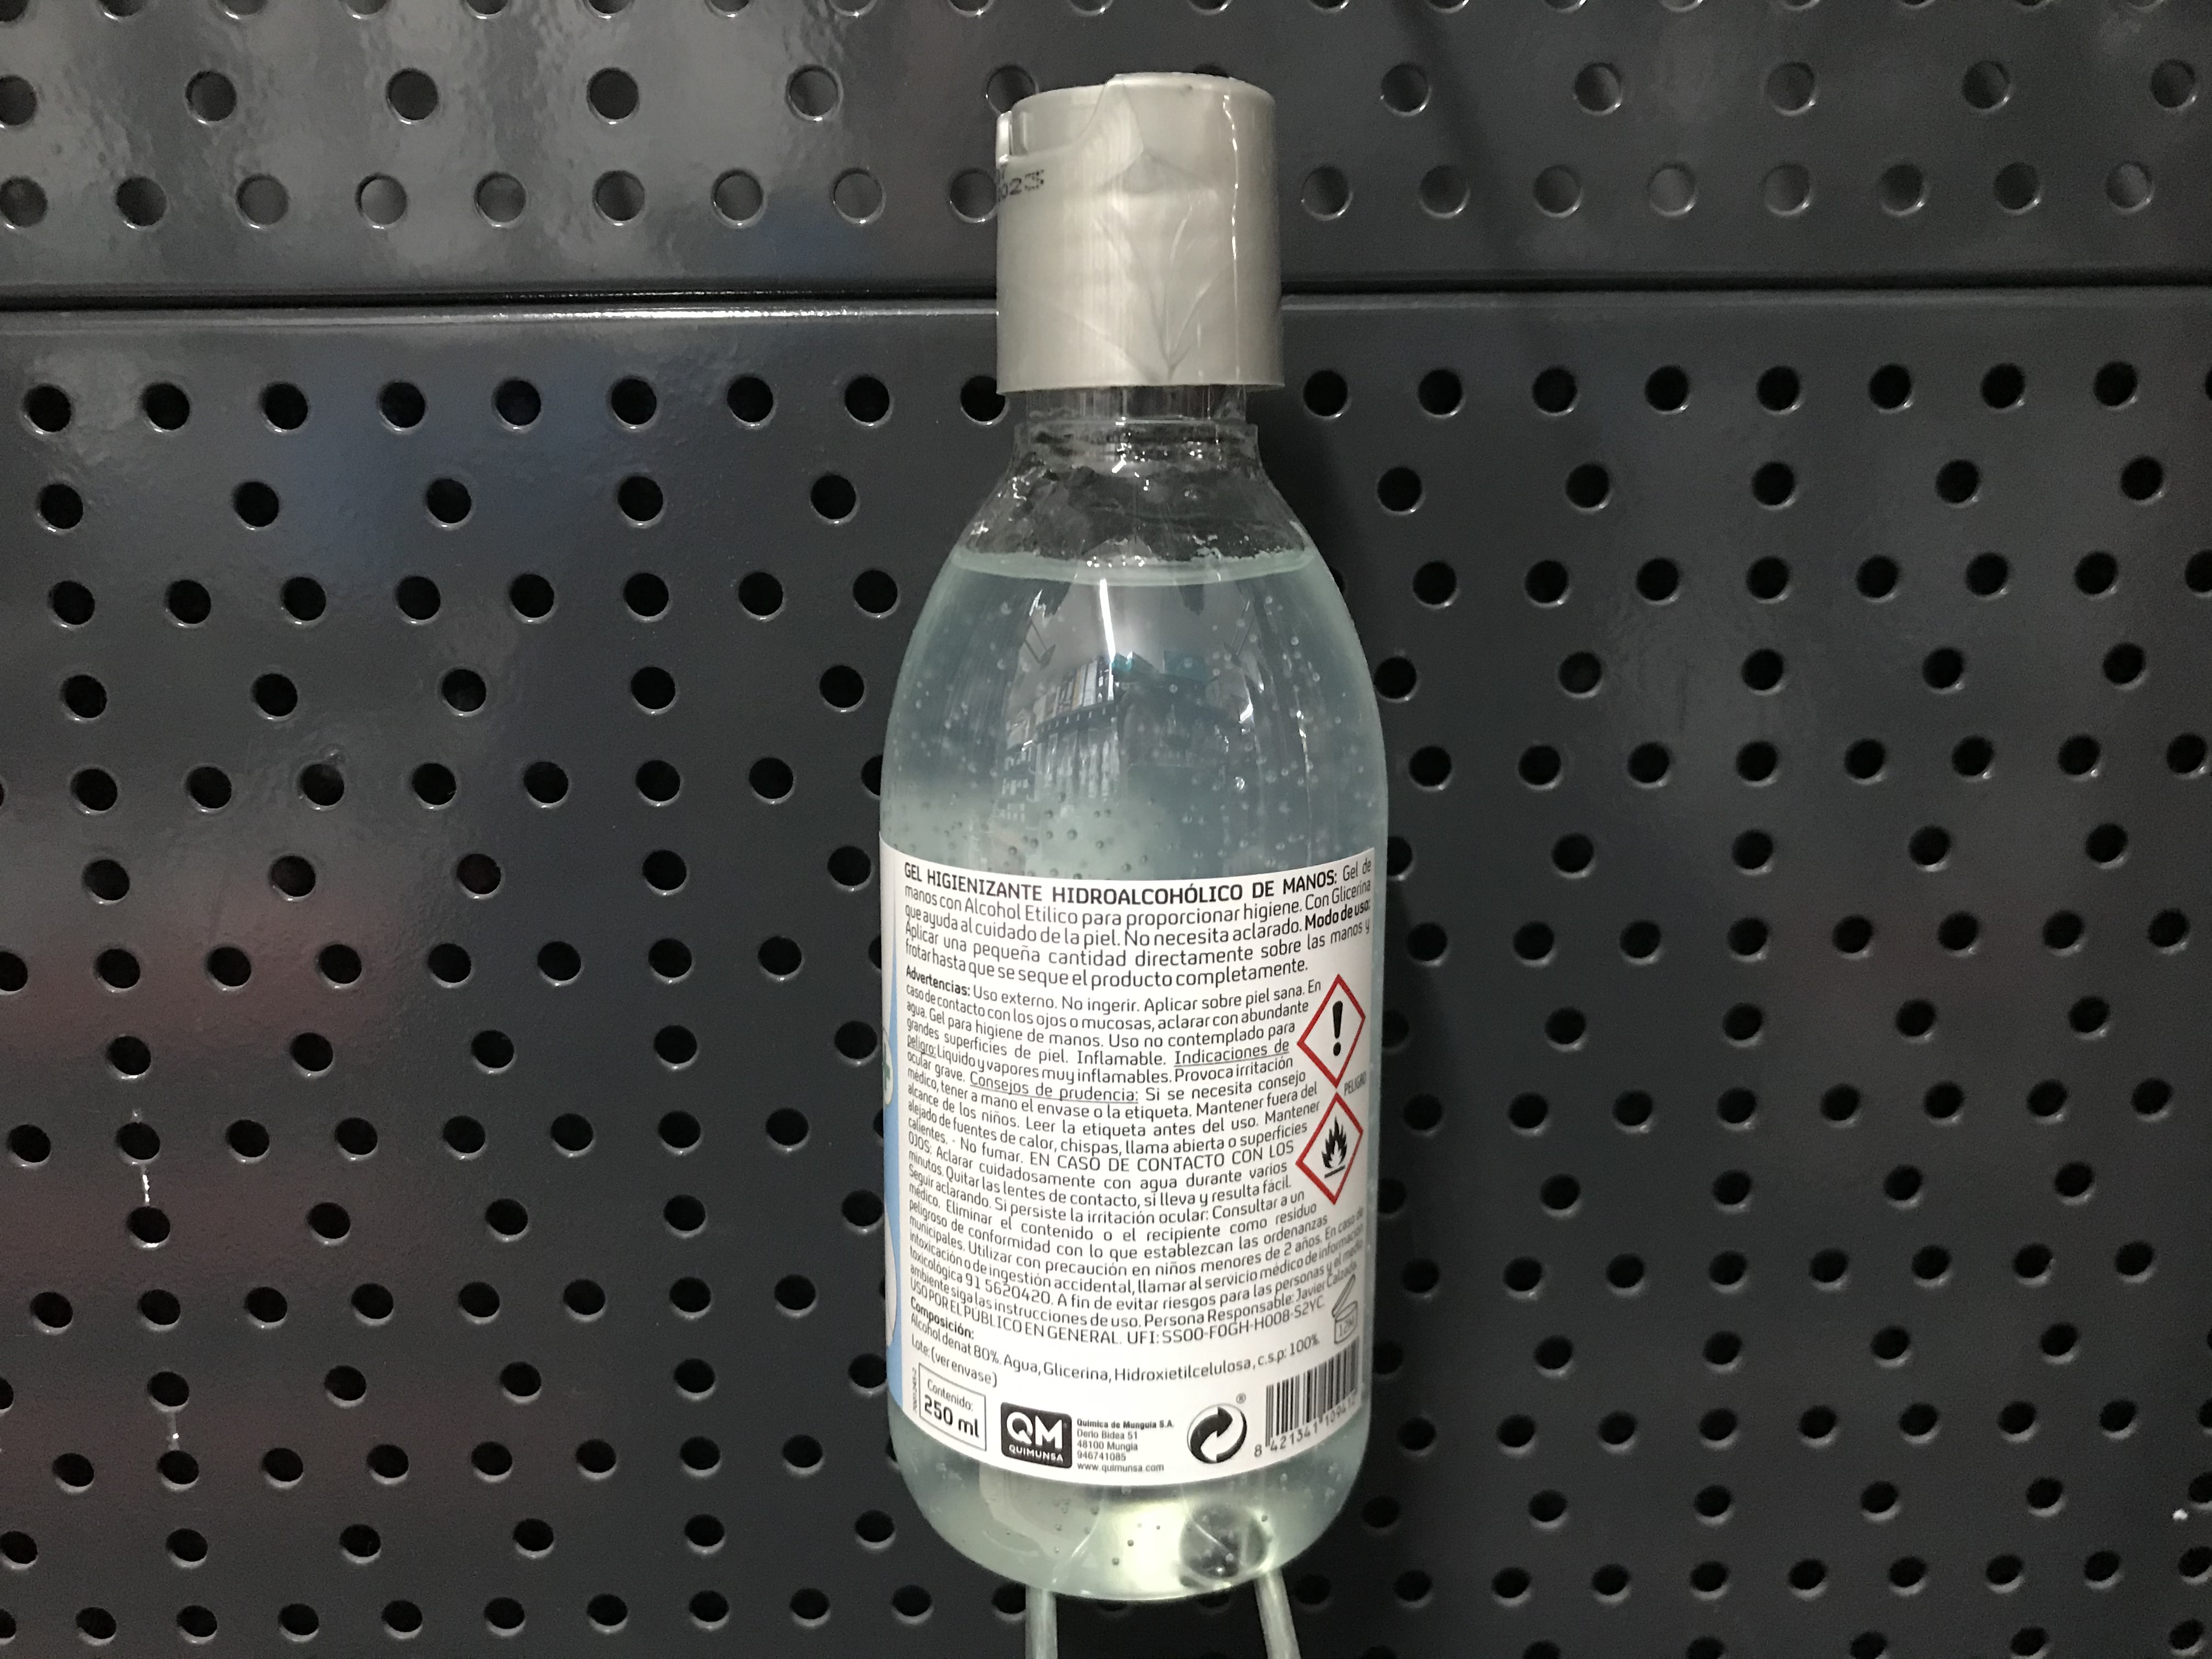 023
GEL HIGIENIZANTE HIDROALCOHÓLICO DE MANOS: Gel de
manos con Alcohol Etílico para proporcionar higiene. Con Glicerina
que ayuda al cuidado de la piel. No necesita aclarado. Modo de uso:
Aplicar una pequeña cantidad directamente sobre las manos y
frotar hasta que se seque el producto completamente.
Advertencias: Uso externo. No ingerir. Aplicar sobre piel sana. En
caso de contacto con los ojos o mucosas, aclarar con abundante
agua. Gel para higiene de manos. Uso no contemplado para
grandes superficies de piel. Inflamable. Indicaciones de
peligro: Líquido y vapores muy inflamables. Provoca irritación
ocular grave. Consejos de prudencia: Si se necesita consejo
médico, tener a mano el envase o la etiqueta. Mantener fuera del
alcance de los niños. Leer la etiqueta antes del uso. Mantener
alejado de fuentes de calor, chispas, llama abierta o superficies
calientes. - No fumar. EN CASO DE CONTACTO CON LOS
OJOS: Aclarar cuidadosamente con agua durante varios
minutos. Quitar las lentes de contacto, si lleva y resulta fácil.
Seguir aclarando. Si persiste la irritación ocular: Consultar a un
médico. Eliminar el contenido o el recipiente como residuo
peligroso de conformidad con lo que establezcan las ordenanzas
municipales. Utilizar con precaución en niños menores de 2 años. En caso de
intoxicación o de ingestión accidental, llamar al servicio médico de información
toxicológica 91 5620420. A fin de evitar riesgos para las personas y el medio
ambiente siga las instrucciones de uso. Persona Responsable: Javier Calzada.
USO POR EL PÚBLICO EN GENERAL. UFI: SS00-F0GH-H008-S2YC
PELIGRO
12M
Composición:
Alcohol denat 80%. Agua, Glicerina, Hidroxietilcelulosa, c.s.p: 100%
Lote: (ver envase)
Contenido:
250 ml
QM
QUIMUNSA
Química de Munguia S.A.
Derio Bidea 51
48100 Mungia
946741085
www.quimunsa.com
®
8 421341